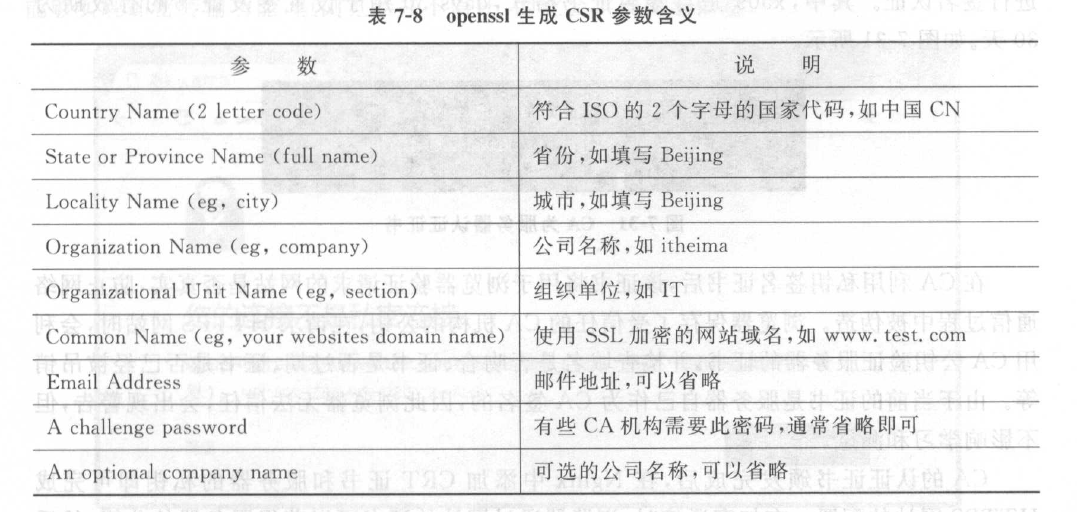 表 7-8 openssl 生成 CSR 参数含义
参 数 说 明
Country Name (2 letter code) 符合 ISO 的 2 个字母的国家代码,如中国 CN
State or Province Name (full name) 省份,如填写 Beijing
Locality Name (eg, city) 城市,如填写 Beijing
Organization Name (eg, company) 公司名称,如 itheima
Organizational Unit Name (eg, section) 组织单位,如 IT
Common Name (eg, your websites domain name) 使用 SSL 加密的网站域名,如 www. test. com
Email Address 邮件地址,可以省略
A challenge password 有些 CA 机构需要此密码,通常省略即可
An optional company name 可选的公司名称,可以省略